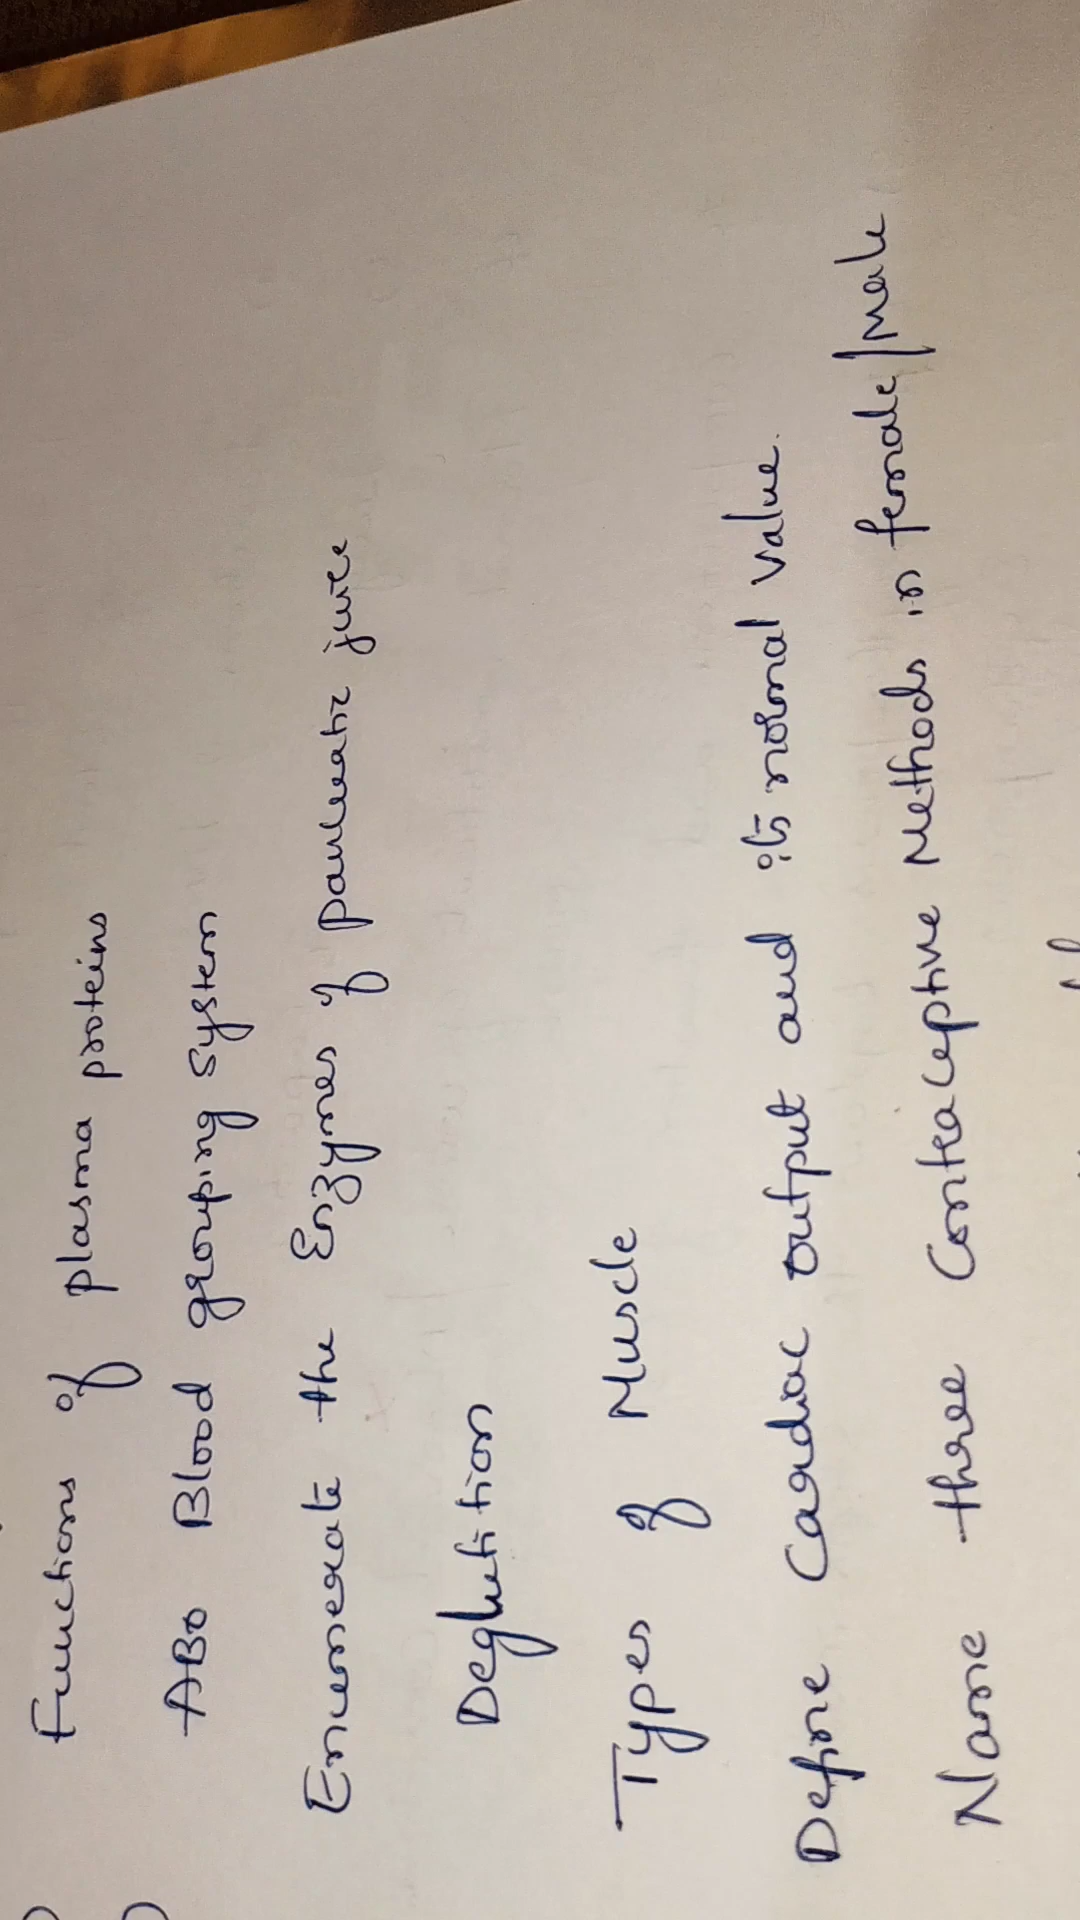 Functions of plasma proteins
ABO Blood grouping system
Enumerate the Enzymes of pancreatic juice
Deglutition
Types of Muscle
Define Cardiac output and its normal value.
Name three Contraceptive Methods in female/male